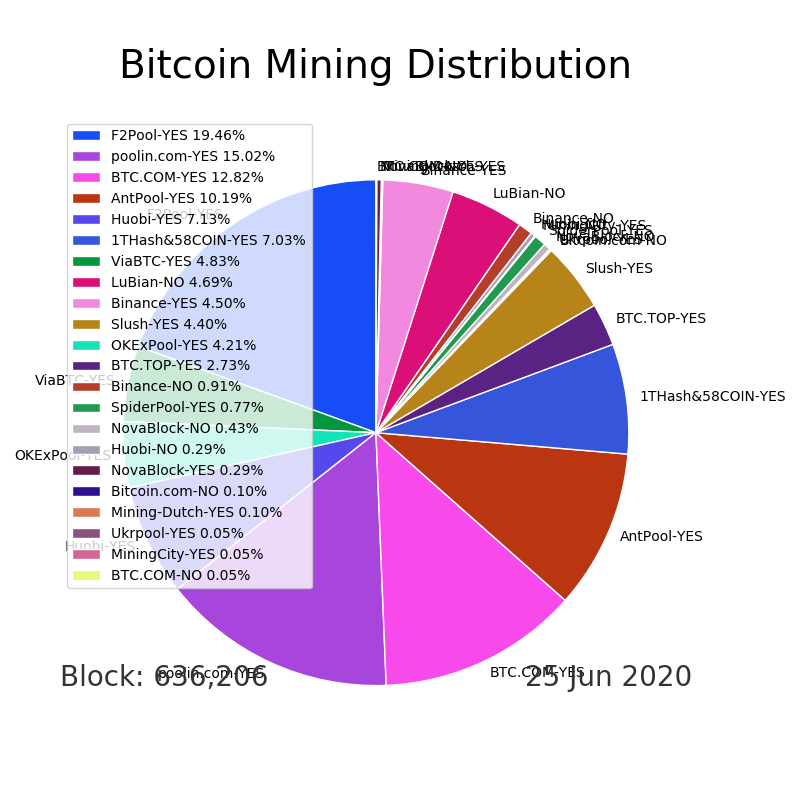 Bitcoin Mining Distribution
F2Pool-YES 19.46%
poolin.com-YES 15.02%
BTC.COM-YES 12.82%
AntPool-YES 10.19%
Huobi-YES 7.13%
1THash&58COIN-YES 7.03%
ViaBTC-YES 4.83%
LuBian-NO 4.69%
Binance-YES 4.50%
Slush-YES 4.40%
OKExPool-YES 4.21%
BTC.TOP-YES 2.73%
Binance-NO 0.91%
SpiderPool-YES 0.77%
NovaBlock-NO 0.43%
Huobi-NO 0.29%
NovaBlock-YES 0.29%
Bitcoin.com-NO 0.10%
Mining-Dutch-YES 0.10%
Ukrpool-YES 0.05%
MiningCity-YES 0.05%
BTC.COM-NO 0.05%
Binance-YES
LuBian-NO
Binance-NO
Slush-YES
BTC.TOP-YES
1THash&58COIN-YES
AntPool-YES
BTC.COM-YES
poolin.com-YES
Huobi-YES
OKExPool-YES
ViaBTC-YES
F2Pool-YES
Block: 636,206
25 Jun 2020